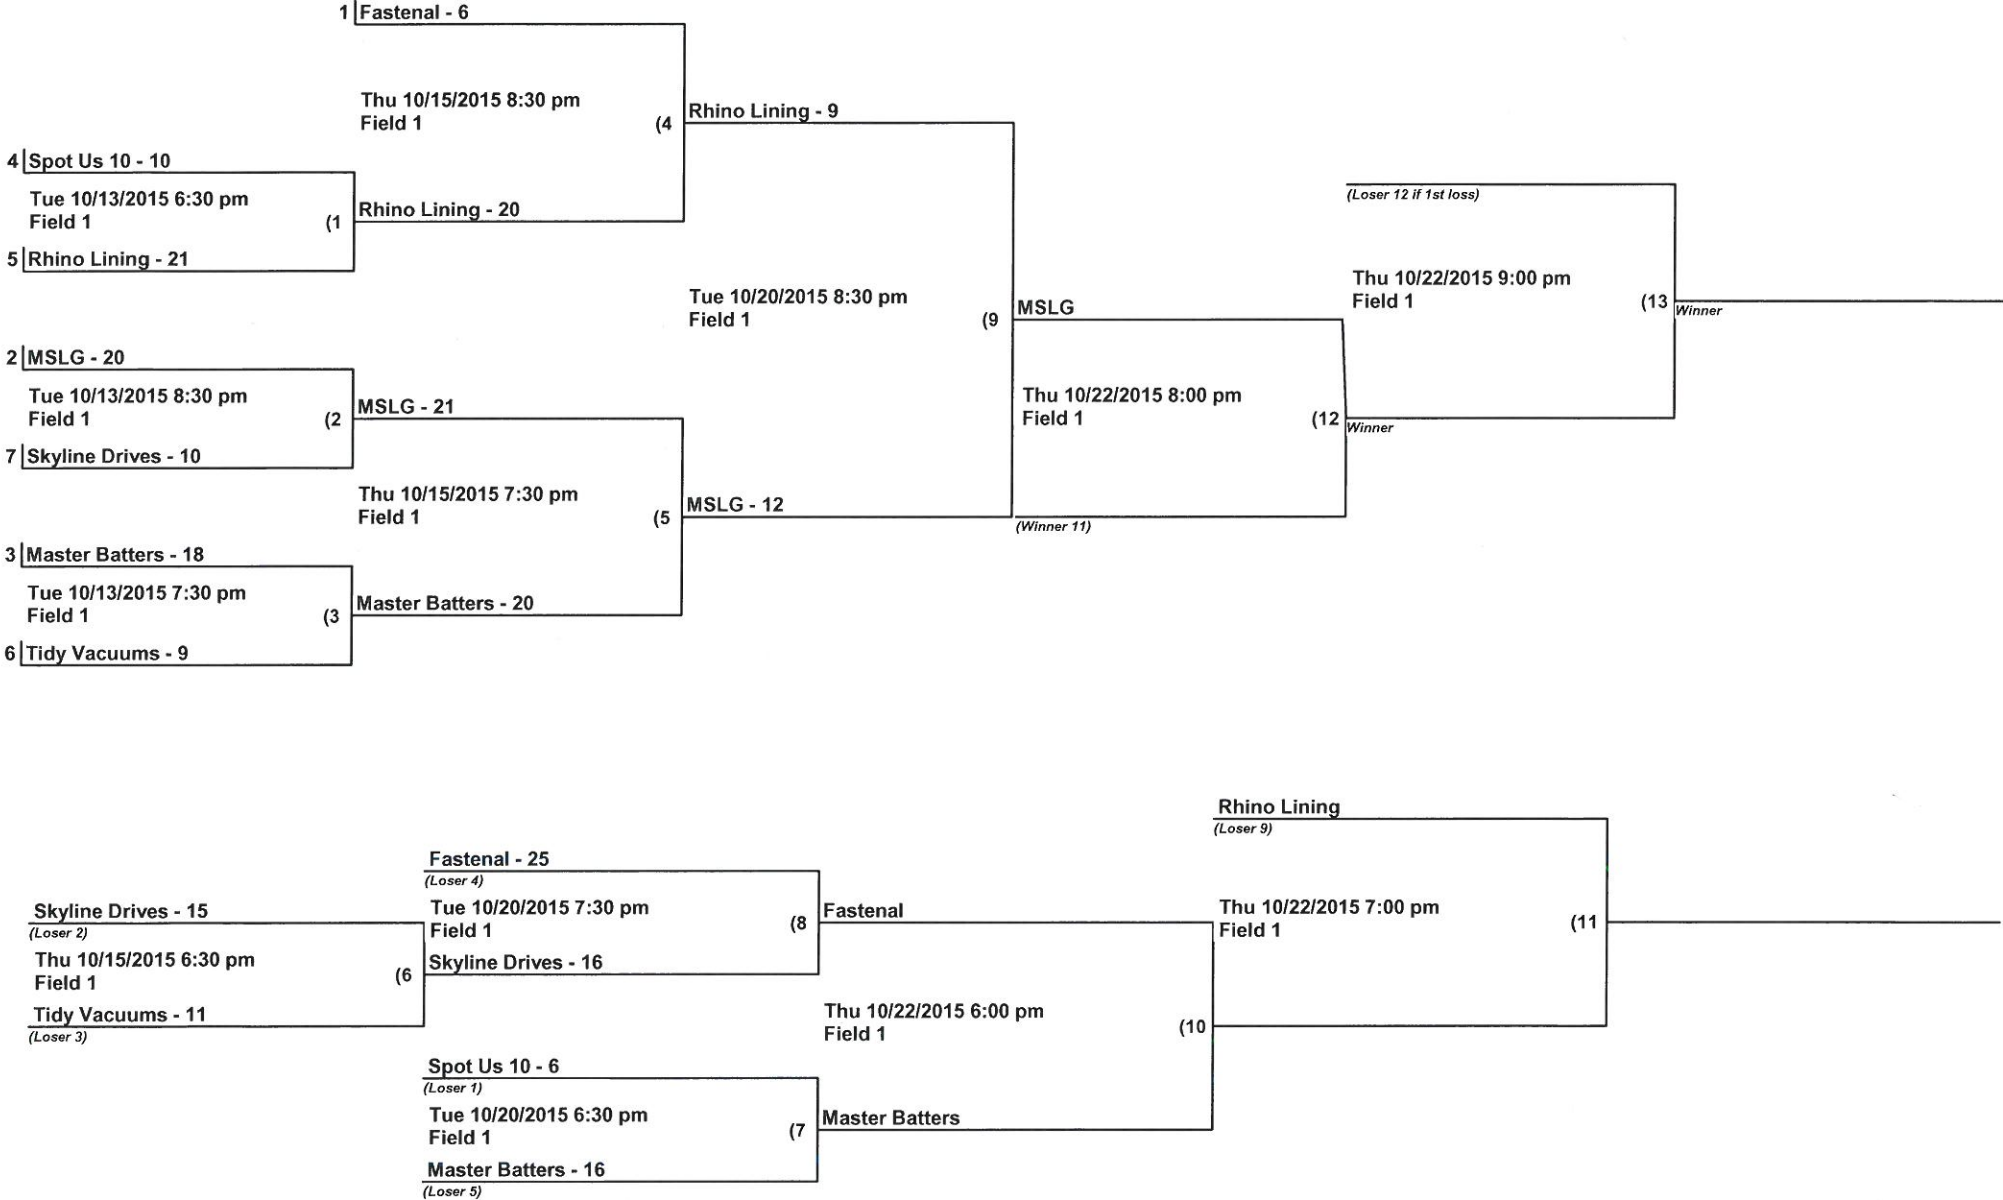 1 Fastenal - 6
Thu 10/15/2015 8:30 pm
Field 1
(4
Rhino Lining - 9
4 Spot Us 10 - 10
Tue 10/13/2015 6:30 pm
Field 1
(1
Rhino Lining - 20
5 Rhino Lining - 21
(Loser 12 if 1st loss)
Thu 10/22/2015 9:00 pm
Field 1
(13
Winner
Tue 10/20/2015 8:30 pm
Field 1
(9
MSLG
2 MSLG - 20
Tue 10/13/2015 8:30 pm
Field 1
(2
MSLG - 21
7 Skyline Drives - 10
Thu 10/22/2015 8:00 pm
Field 1
(12
Winner
Thu 10/15/2015 7:30 pm
Field 1
(5
MSLG - 12
(Winner 11)
3 Master Batters - 18
Tue 10/13/2015 7:30 pm
Field 1
(3
Master Batters - 20
6 Tidy Vacuums - 9
Rhino Lining
(Loser 9)
Fastenal - 25
(Loser 4)
Tue 10/20/2015 7:30 pm
Field 1
(8
Fastenal
Thu 10/22/2015 7:00 pm
Field 1
(11
Skyline Drives - 15
(Loser 2)
Thu 10/15/2015 6:30 pm
Field 1
(6
Skyline Drives - 16
Tidy Vacuums - 11
(Loser 3)
Thu 10/22/2015 6:00 pm
Field 1
(10
Spot Us 10 - 6
(Loser 1)
Tue 10/20/2015 6:30 pm
Field 1
(7
Master Batters
Master Batters - 16
(Loser 5)